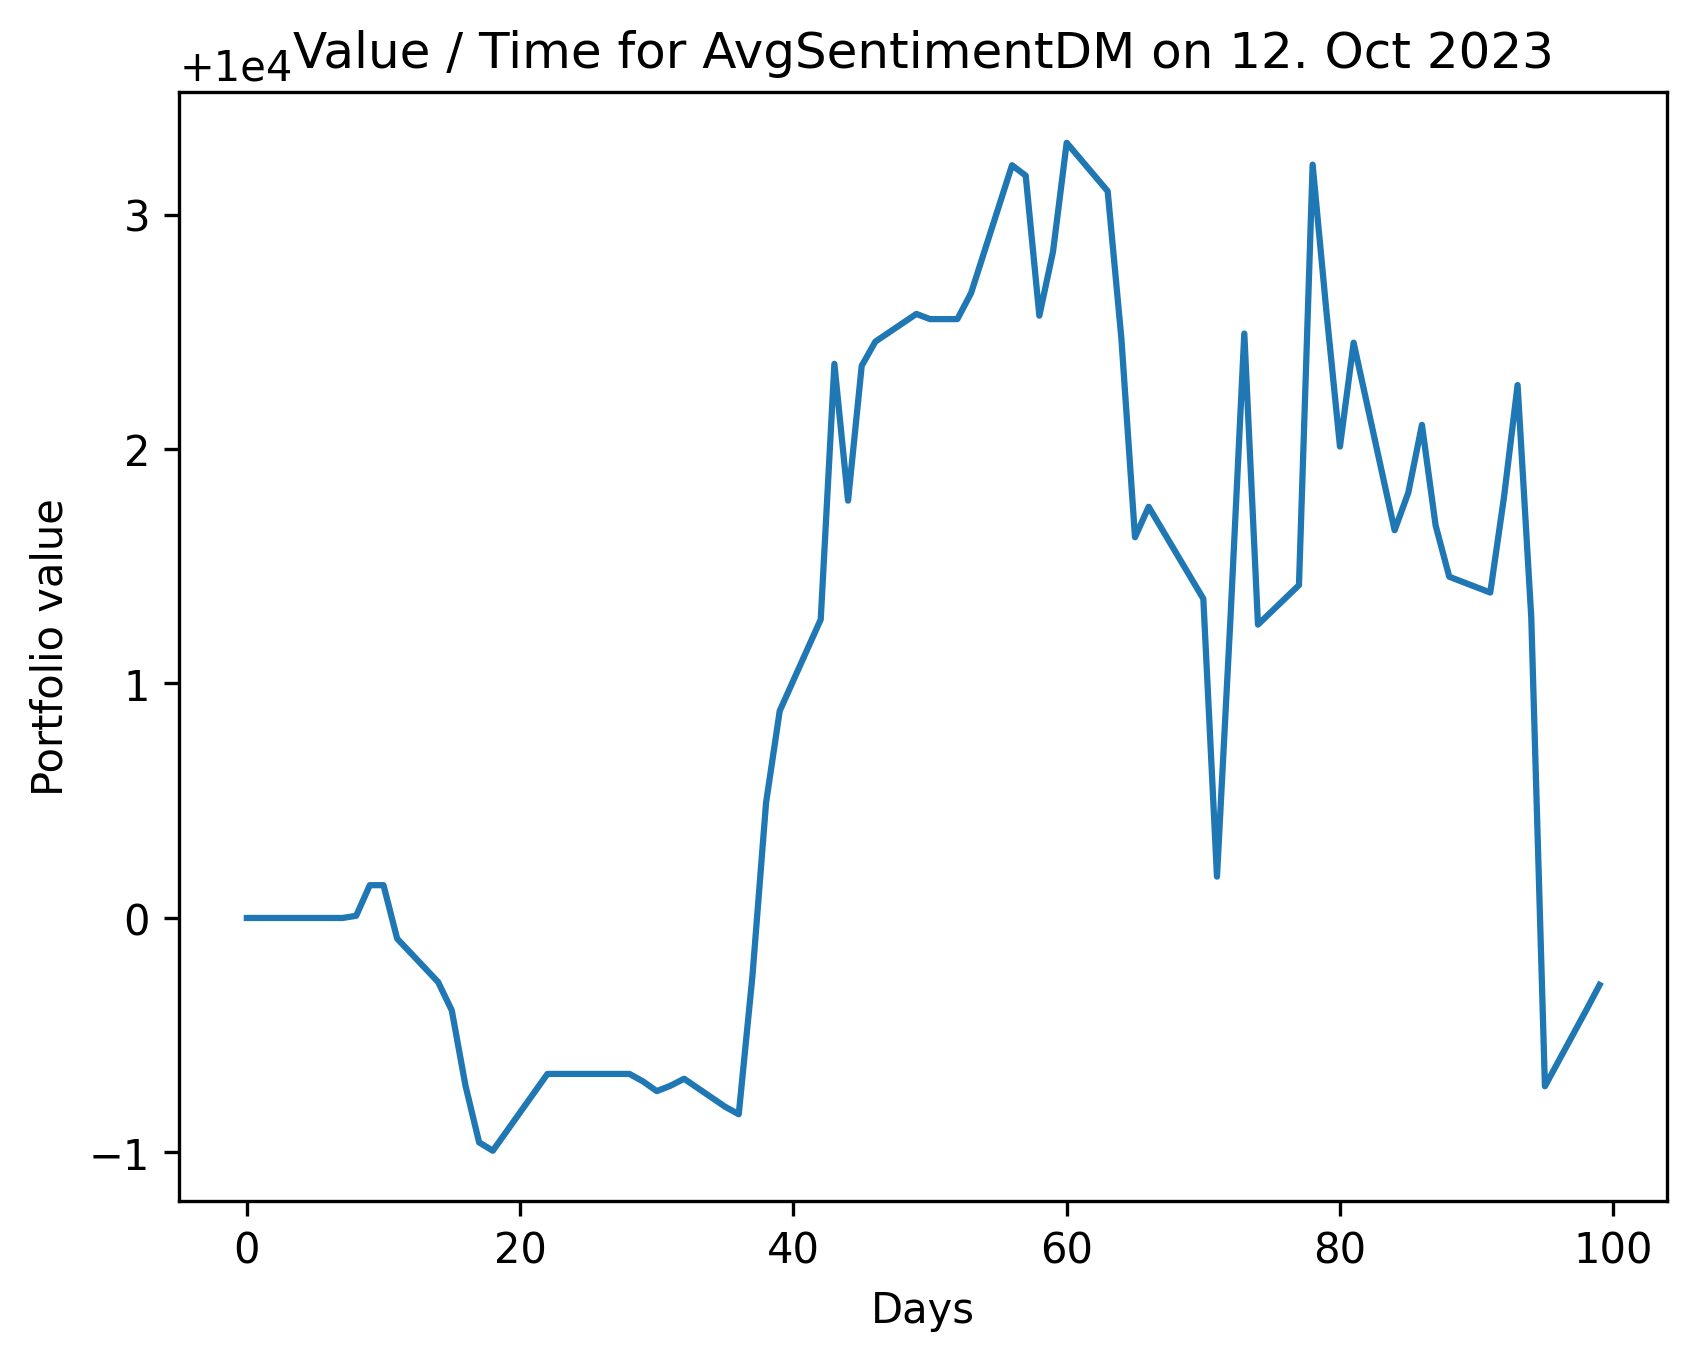 Value / Time for AvgSentimentDM on 12. Oct 2023
+1e4
3
2
1
0
−1
Portfolio value
0 20 40 60 80 100
Days